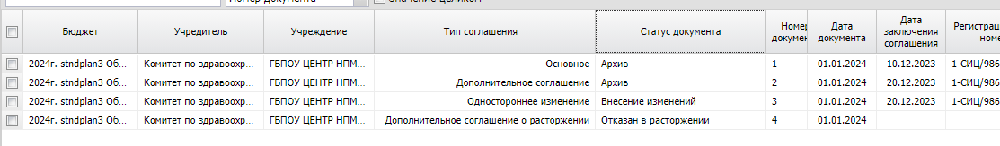 Номер документа Значение целиком
Бюджет Учредитель Учреждение Тип соглашения Статус документа Номер документа Дата документа Дата заключения соглашения Регистрац номе
2024г. stndplan3 Об... Комитет по здравоохр... ГБПОУ ЦЕНТР НПМ... Основное Архив 1 01.01.2024 10.12.2023 1-СИЦ/986
2024г. stndplan3 Об... Комитет по здравоохр... ГБПОУ ЦЕНТР НПМ... Дополнительное соглашение Архив 2 01.01.2024 20.12.2023 1-СИЦ/986
2024г. stndplan3 Об... Комитет по здравоохр... ГБПОУ ЦЕНТР НПМ... Одностороннее изменение Внесение изменений 3 01.01.2024 20.12.2023 1-СИЦ/986
2024г. stndplan3 Об... Комитет по здравоохр... ГБПОУ ЦЕНТР НПМ... Дополнительное соглашение о расторжении Отказан в расторжении 4 01.01.2024